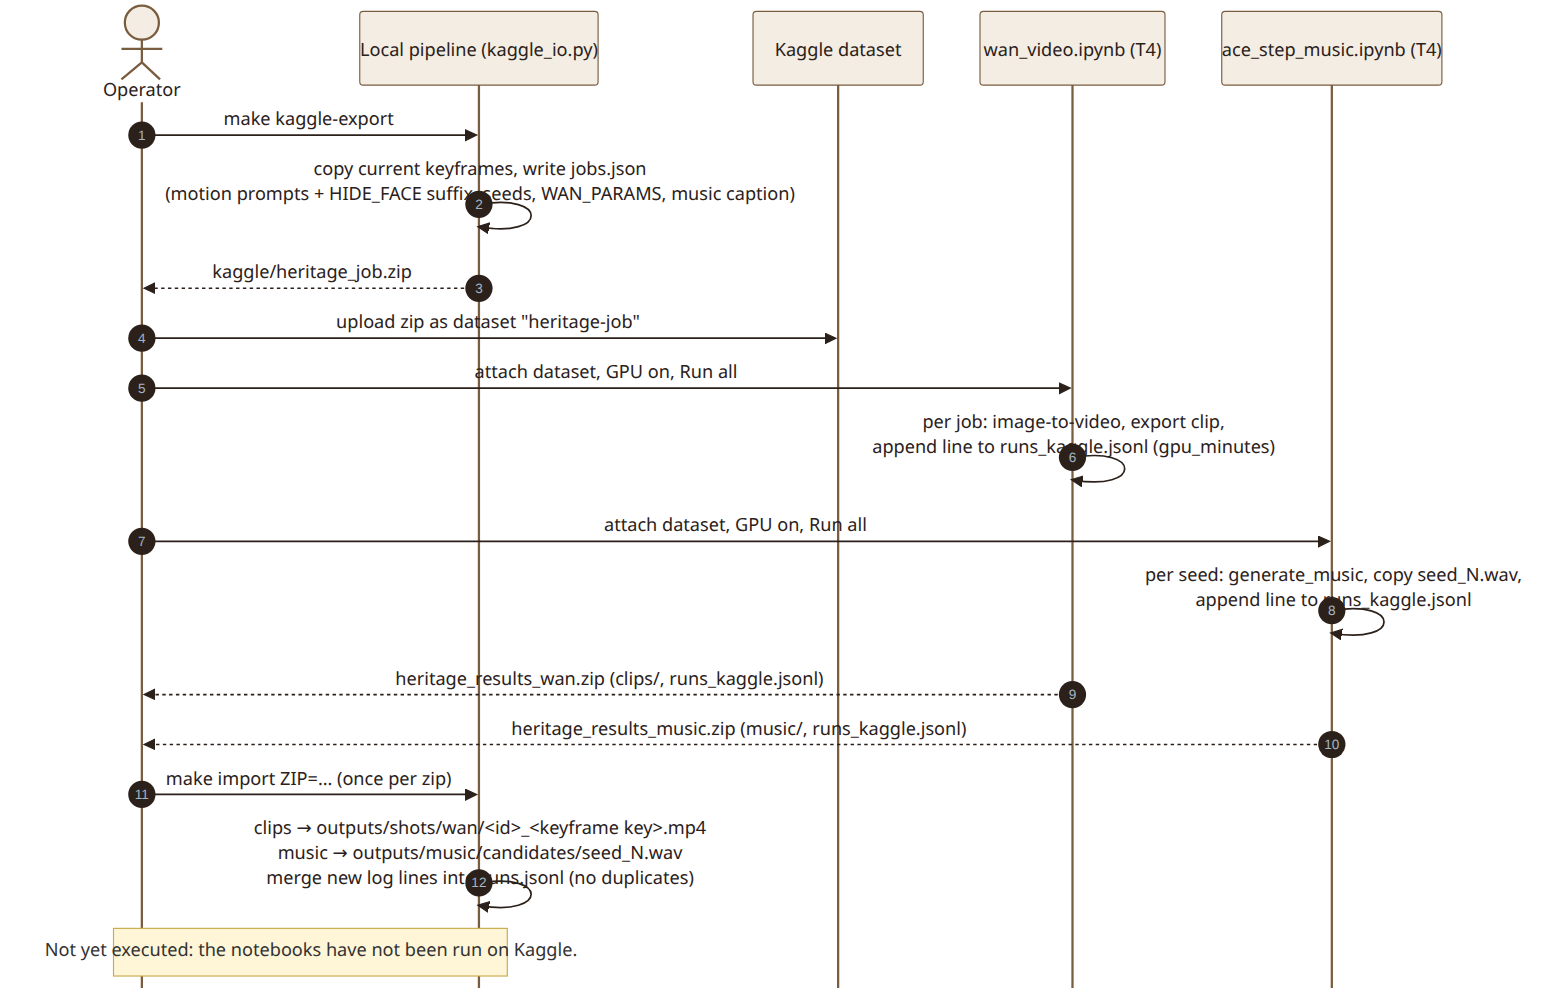 Operator
Local pipeline (kaggle_io.py)
Kaggle dataset
wan_video.ipynb (T4)
ace_step_music.ipynb (T4)
1
make kaggle-export
copy current keyframes, write jobs.json
(motion prompts + HIDE_FACE suffix, seeds, WAN_PARAMS, music caption)
2
kaggle/heritage_job.zip
3
upload zip as dataset "heritage-job"
4
attach dataset, GPU on, Run all
5
per job: image-to-video, export clip,
append line to runs_kaggle.jsonl (gpu_minutes)
6
attach dataset, GPU on, Run all
7
per seed: generate_music, copy seed_N.wav,
append line to runs_kaggle.jsonl
8
heritage_results_wan.zip (clips/, runs_kaggle.jsonl)
9
heritage_results_music.zip (music/, runs_kaggle.jsonl)
10
make import ZIP=... (once per zip)
11
clips → outputs/shots/wan/<id>_<keyframe key>.mp4
music → outputs/music/candidates/seed_N.wav
merge new log lines into runs.jsonl (no duplicates)
12
Not yet executed: the notebooks have not been run on Kaggle.